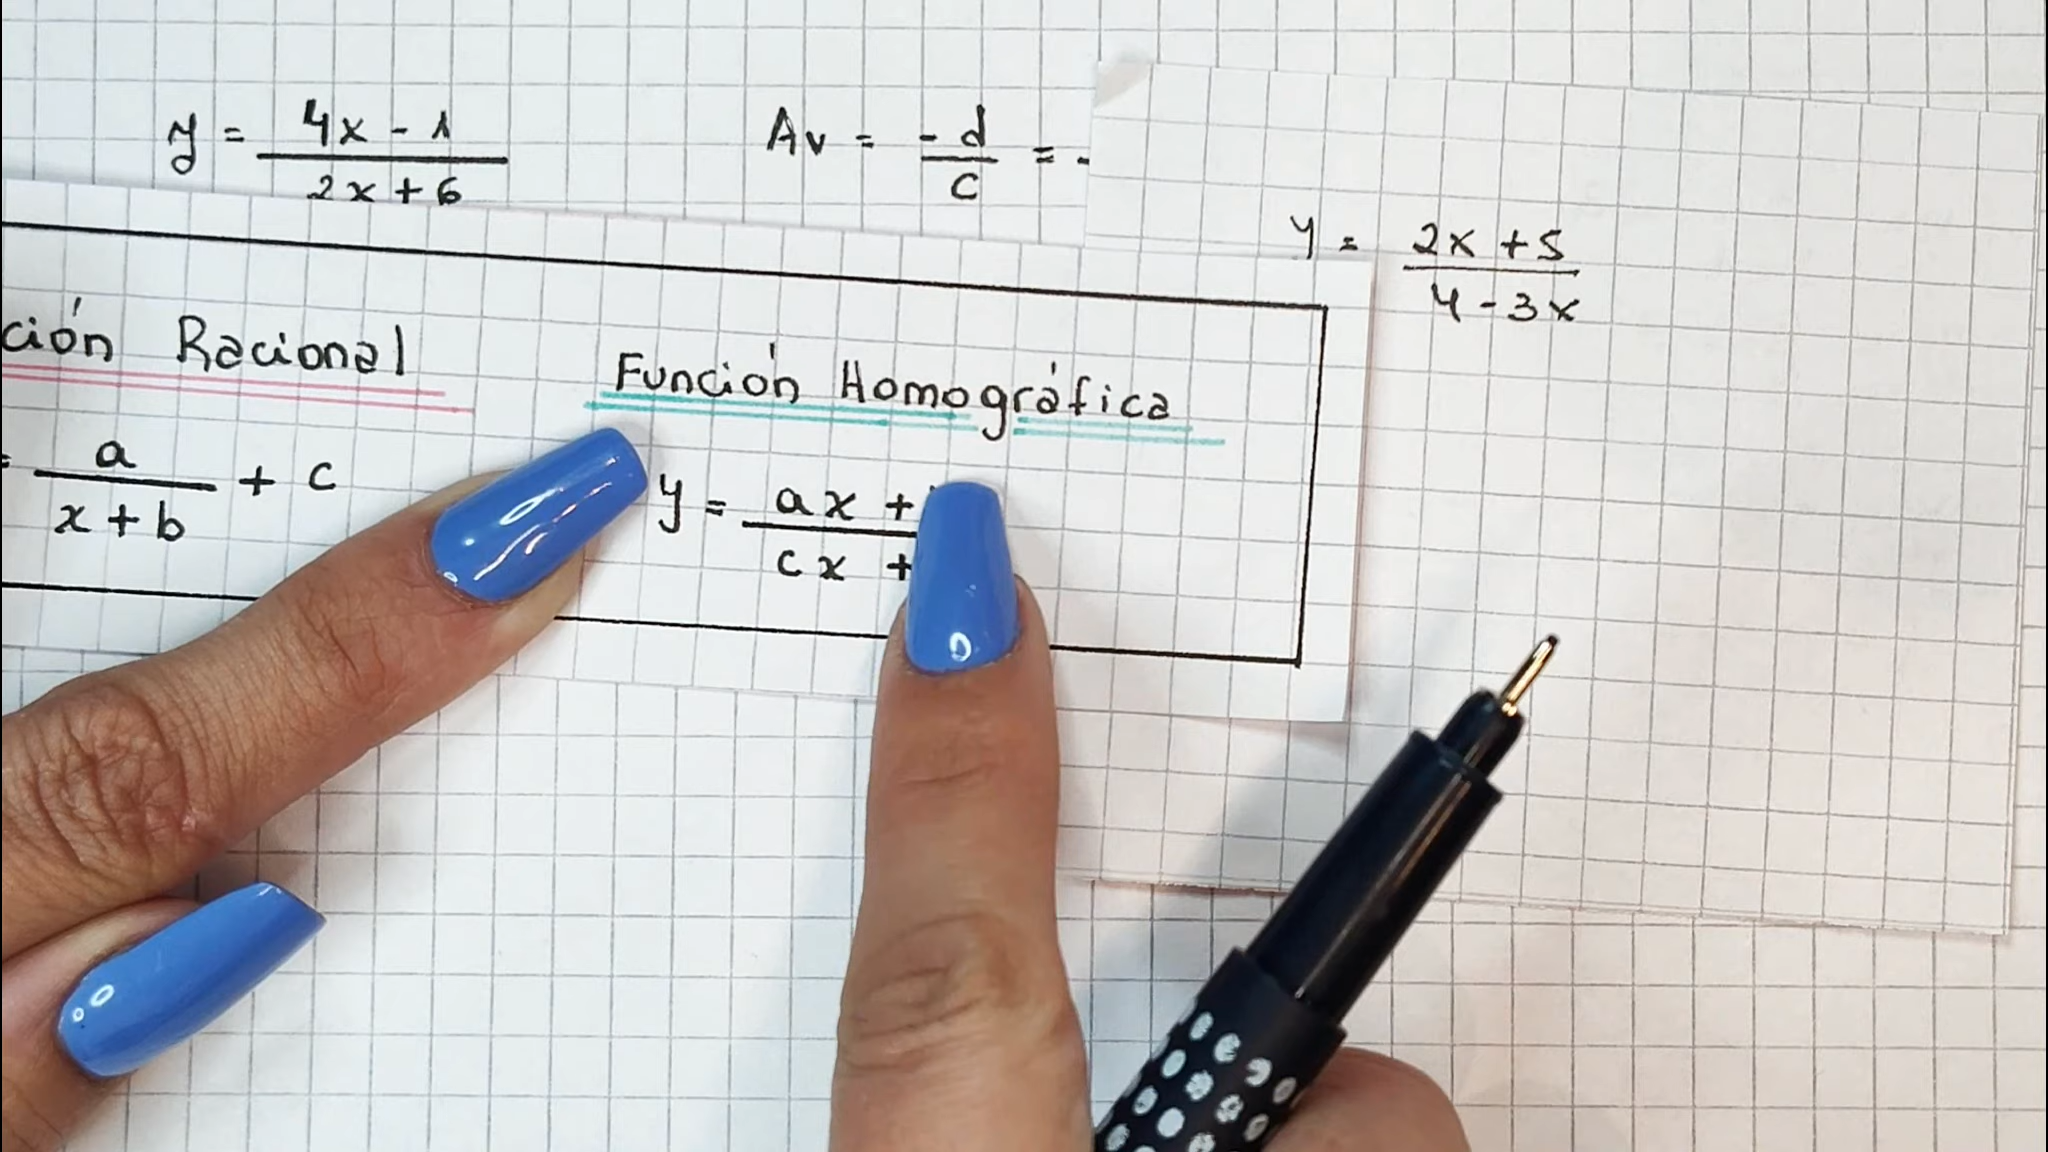 y = 4x - 1
2x + 6
Av = - d = -
c
y = 2x + 5
4 - 3x
ción Racional
= a + c
x + b
Función Homográfica
y = ax +
cx +